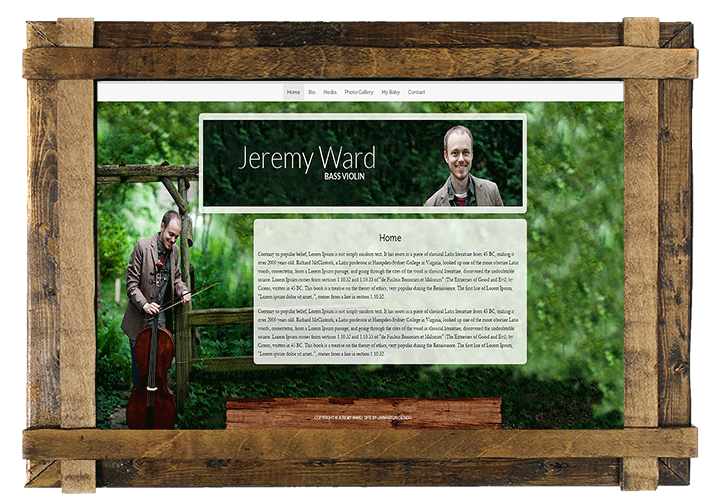 Home Bio Media Photo Gallery My Baby Contact
Jeremy Ward
BASS VIOLIN
Home
Contrary to popular belief, Lorem Ipsum is not simply random text. It has roots in a piece of classical Latin literature from 45 BC, making it
over 2000 years old. Richard McClintock, a Latin professor at Hampden-Sydney College in Virginia, looked up one of the more obscure Latin
words, consectetur, from a Lorem Ipsum passage, and going through the cites of the word in classical literature, discovered the undoubtable
source. Lorem Ipsum comes from sections 1.10.32 and 1.10.33 of "de Finibus Bonorum et Malorum" (The Extremes of Good and Evil) by
Cicero, written in 45 BC. This book is a treatise on the theory of ethics, very popular during the Renaissance. The first line of Lorem Ipsum,
"Lorem ipsum dolor sit amet..", comes from a line in section 1.10.32.
Contrary to popular belief, Lorem Ipsum is not simply random text. It has roots in a piece of classical Latin literature from 45 BC, making it
over 2000 years old. Richard McClintock, a Latin professor at Hampden-Sydney College in Virginia, looked up one of the more obscure Latin
words, consectetur, from a Lorem Ipsum passage, and going through the cites of the word in classical literature, discovered the undoubtable
source. Lorem Ipsum comes from sections 1.10.32 and 1.10.33 of "de Finibus Bonorum et Malorum" (The Extremes of Good and Evil) by
Cicero, written in 45 BC. This book is a treatise on the theory of ethics, very popular during the Renaissance. The first line of Lorem Ipsum,
"Lorem ipsum dolor sit amet..", comes from a line in section 1.10.32.
COPYRIGHT © JEREMY WARD SITE BY LIVINGSTON DESIGN